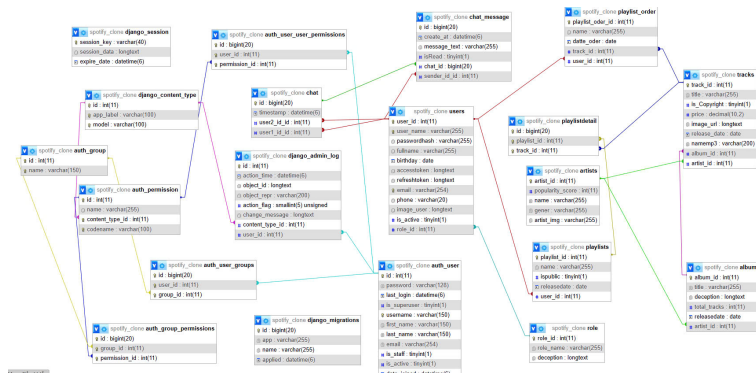 spotify_clone django_session
session_key : varchar(40)
session_data : longtext
expire_date : datetime(6)
spotify_clone auth_user_user_permissions
id : bigint(20)
user_id : int(11)
permission_id : int(11)
spotify_clone chat_message
id : bigint(20)
create_at : datetime(6)
message_text : varchar(255)
isRead : tinyint(1)
chat_id : bigint(20)
sender_id_id : int(11)
spotify_clone playlist_order
playlist_oder_id : int(11)
name : varchar(255)
datte_oder : date
track_id : int(11)
user_id : int(11)
spotify_clone django_content_type
id : int(11)
app_label : varchar(100)
model : varchar(100)
spotify_clone chat
id : bigint(20)
timestamp : datetime(6)
user2_id_id : int(11)
user1_id_id : int(11)
spotify_clone users
user_id : int(11)
user_name : varchar(255)
passwordhash : varchar(255)
fullname : varchar(255)
birthday : date
accesstoken : longtext
refreshtoken : longtext
email : varchar(254)
phone : varchar(20)
image_user : longtext
is_active : tinyint(1)
role_id : int(11)
spotify_clone tracks
track_id : int(11)
title : varchar(255)
is_Copyright : tinyint(1)
price : decimal(10,2)
image_url : longtext
release_date : date
namemp3 : varchar(200)
album_id : int(11)
artist_id : int(11)
spotify_clone playlistdetail
id : bigint(20)
playlist_id : int(11)
track_id : int(11)
spotify_clone auth_group
id : int(11)
name : varchar(150)
spotify_clone django_admin_log
id : int(11)
action_time : datetime(6)
object_id : longtext
object_repr : varchar(200)
action_flag : smallint(5) unsigned
change_message : longtext
content_type_id : int(11)
user_id : int(11)
spotify_clone artists
artist_id : int(11)
popularity_score : int(11)
name : varchar(255)
gener : varchar(255)
artist_img : varchar(255)
spotify_clone auth_permission
id : int(11)
name : varchar(255)
content_type_id : int(11)
codename : varchar(100)
spotify_clone playlists
playlist_id : int(11)
name : varchar(255)
releasedate : date
user_id : int(11)
spotify_clone auth_user_groups
id : bigint(20)
user_id : int(11)
group_id : int(11)
spotify_clone auth_user
id : int(11)
password : varchar(128)
last_login : datetime(6)
is_superuser : tinyint(1)
username : varchar(150)
first_name : varchar(150)
last_name : varchar(150)
email : varchar(254)
is_staff : tinyint(1)
is_active : tinyint(1)
spotify_clone album
album_id : int(11)
title : varchar(255)
deception : longtext
total_tracks : int(11)
releasedate : date
artist_id : int(11)
spotify_clone auth_group_permissions
id : bigint(20)
group_id : int(11)
permission_id : int(11)
spotify_clone django_migrations
id : bigint(20)
app : varchar(255)
name : varchar(255)
applied : datetime(6)
spotify_clone role
role_id : int(11)
role_name : varchar(255)
deception : longtext